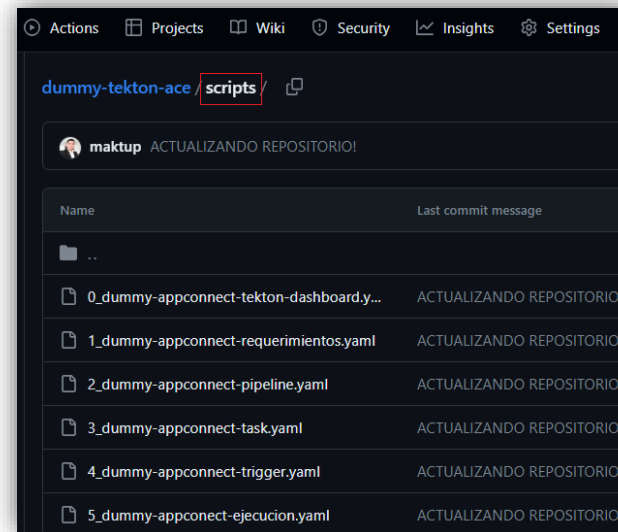 Actions Projects Wiki Security Insights Settings
dummy-tekton-ace / scripts /
maktup ACTUALIZANDO REPOSITORIO!
Name Last commit message
..
0_dummy-appconnect-tekton-dashboard.y... ACTUALIZANDO REPOSITORIO
1_dummy-appconnect-requerimientos.yaml ACTUALIZANDO REPOSITORIO
2_dummy-appconnect-pipeline.yaml ACTUALIZANDO REPOSITORIO
3_dummy-appconnect-task.yaml ACTUALIZANDO REPOSITORIO
4_dummy-appconnect-trigger.yaml ACTUALIZANDO REPOSITORIO
5_dummy-appconect-ejecucion.yaml ACTUALIZANDO REPOSITORIO